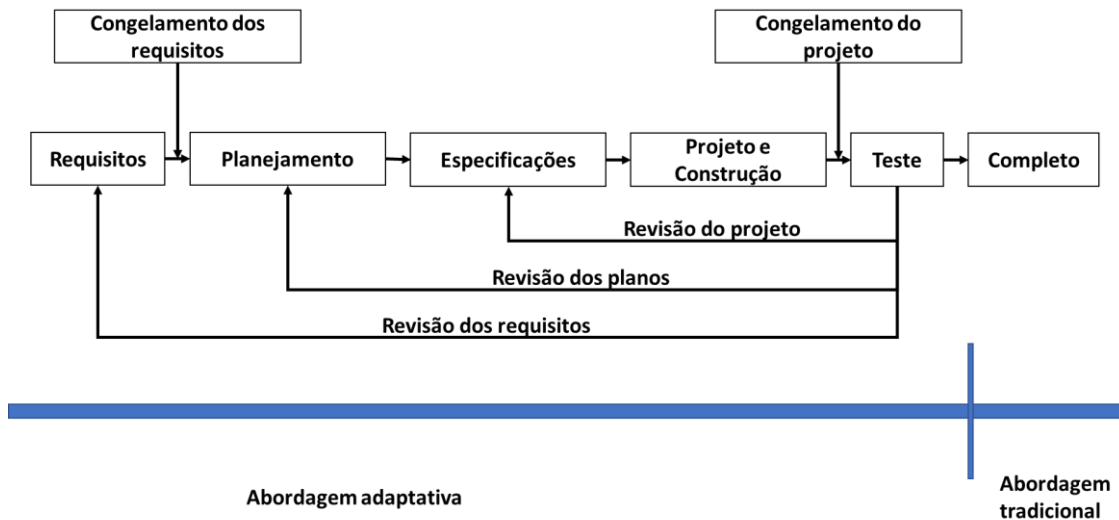 Congelamento dos
requisitos
Congelamento do
projeto
Requisitos
Planejamento
Especificações
Projeto e
Construção
Teste
Completo
Revisão do projeto
Revisão dos planos
Revisão dos requisitos
Abordagem adaptativa
Abordagem
tradicional